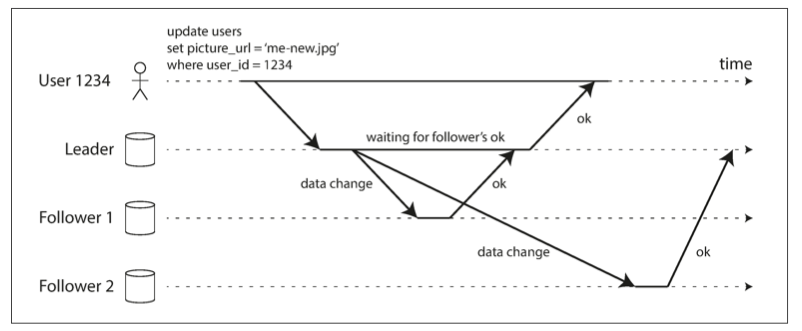 update users
set picture_url = ‘me-new.jpg’
where user_id = 1234
time
User 1234
Leader
waiting for follower’s ok
ok
data change
ok
Follower 1
data change
ok
Follower 2